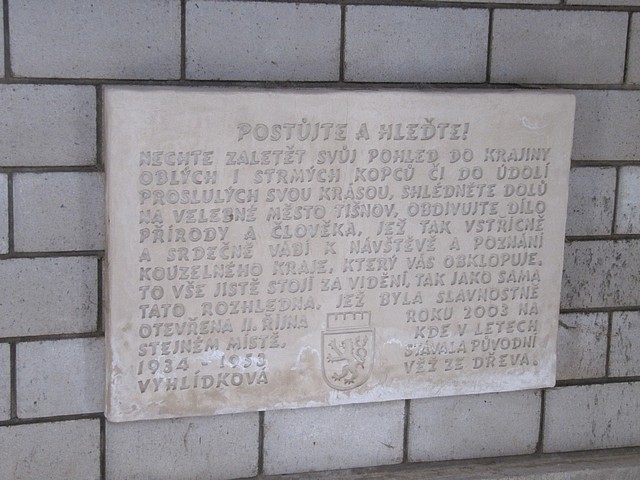 POSTŮJTE A HLEĎTE!
NECHTE ZALETĚT SVŮJ POHLED DO KRAJINY
OBLÝCH I STRMÝCH KOPCŮ ČI DO ÚDOLÍ
PROSLULÝCH SVOU KRÁSOU, SHLÉDNĚTE DOLŮ
NA VELEBNÉ MĚSTO TIŠNOV, OBDIVUJTE DÍLO
PŘÍRODY A ČLOVĚKA, JEŽ TAK VSTŘÍCNĚ
A SRDEČNĚ VÁBÍ K NÁVŠTĚVĚ A POZNÁNÍ
KOUZELNÉHO KRAJE, KTERÝ VÁS OBKLOPUJE.
TO VŠE JISTĚ STOJÍ ZA VIDĚNÍ, TAK JAKO SAMA
TATO ROZHLEDNA, JEŽ BYLA SLAVNOSTNĚ
OTEVŘENA 11. ŘÍJNA ROKU 2003 NA
STEJNÉM MÍSTĚ, KDE V LETECH
1934 - 1953 STÁVALA PŮVODNÍ
VYHLÍDKOVÁ VĚŽ ZE DŘEVA.